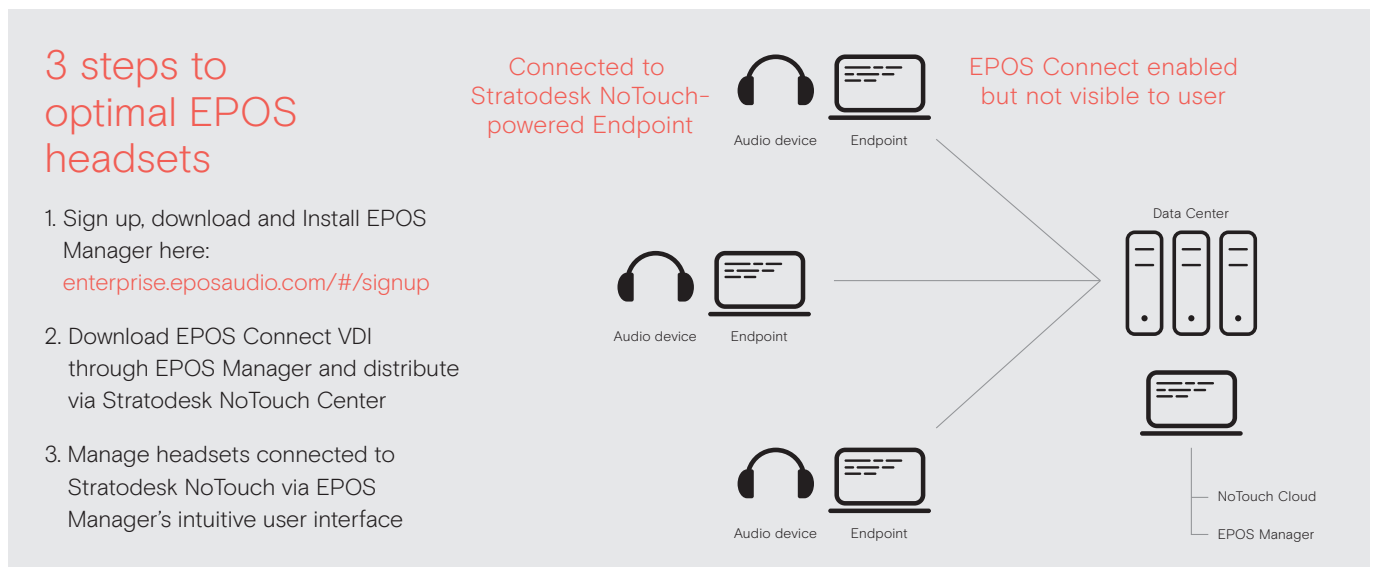 3 steps to
optimal EPOS
headsets
1. Sign up, download and Install EPOS
Manager here:
enterprise.eposaudio.com/#/signup
2. Download EPOS Connect VDI
through EPOS Manager and distribute
via Stratodesk NoTouch Center
3. Manage headsets connected to
Stratodesk NoTouch via EPOS
Manager’s intuitive user interface
Connected to
Stratodesk NoTouch-
powered Endpoint
Audio device
Endpoint
EPOS Connect enabled
but not visible to user
Audio device
Endpoint
Audio device
Endpoint
Data Center
NoTouch Cloud
EPOS Manager